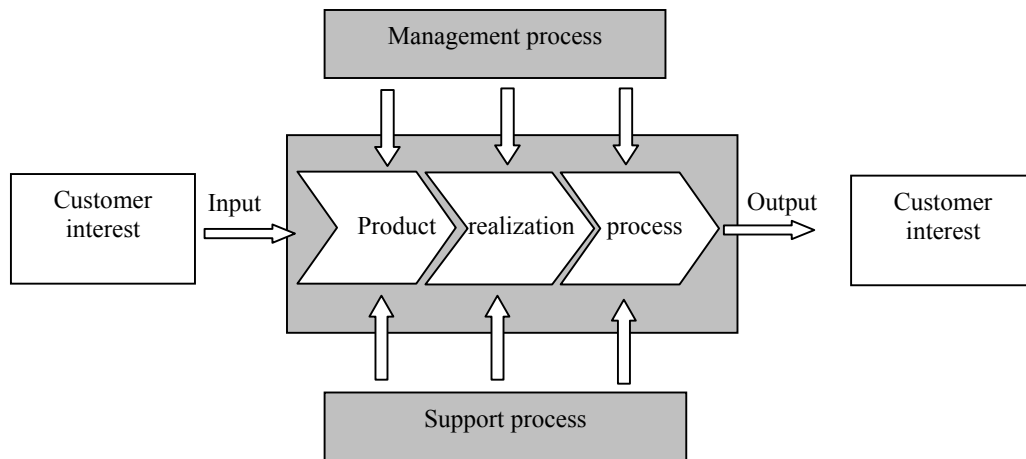 Management process
Customer
interest
Input
Product realization process
Output
Customer
interest
Support process